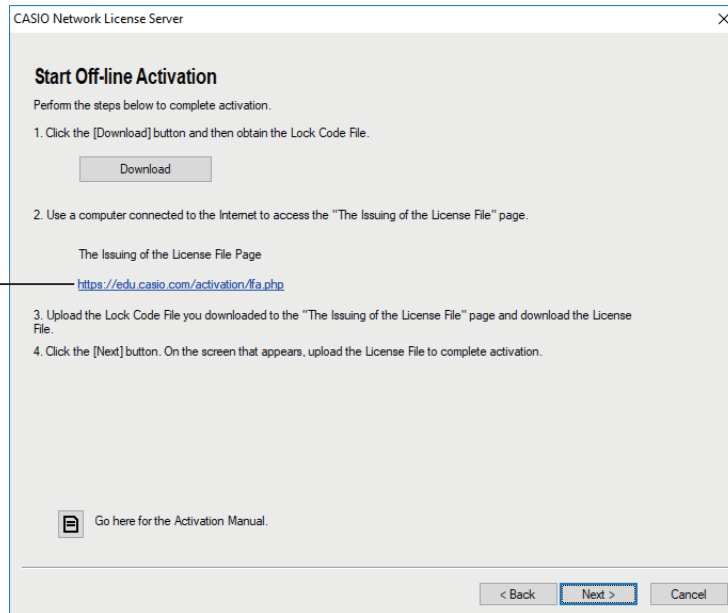 CASIO Network License Server
Start Off-line Activation
Perform the steps below to complete activation.
1. Click the [Download] button and then obtain the Lock Code File.
Download
2. Use a computer connected to the Internet to access the "The Issuing of the License File" page.
The Issuing of the License File Page
https://edu.casio.com/activation/lfa.php
3. Upload the Lock Code File you downloaded to the "The Issuing of the License File" page and download the License
File.
4. Click the [Next] button. On the screen that appears, upload the License File to complete activation.
Go here for the Activation Manual.
< Back Next > Cancel